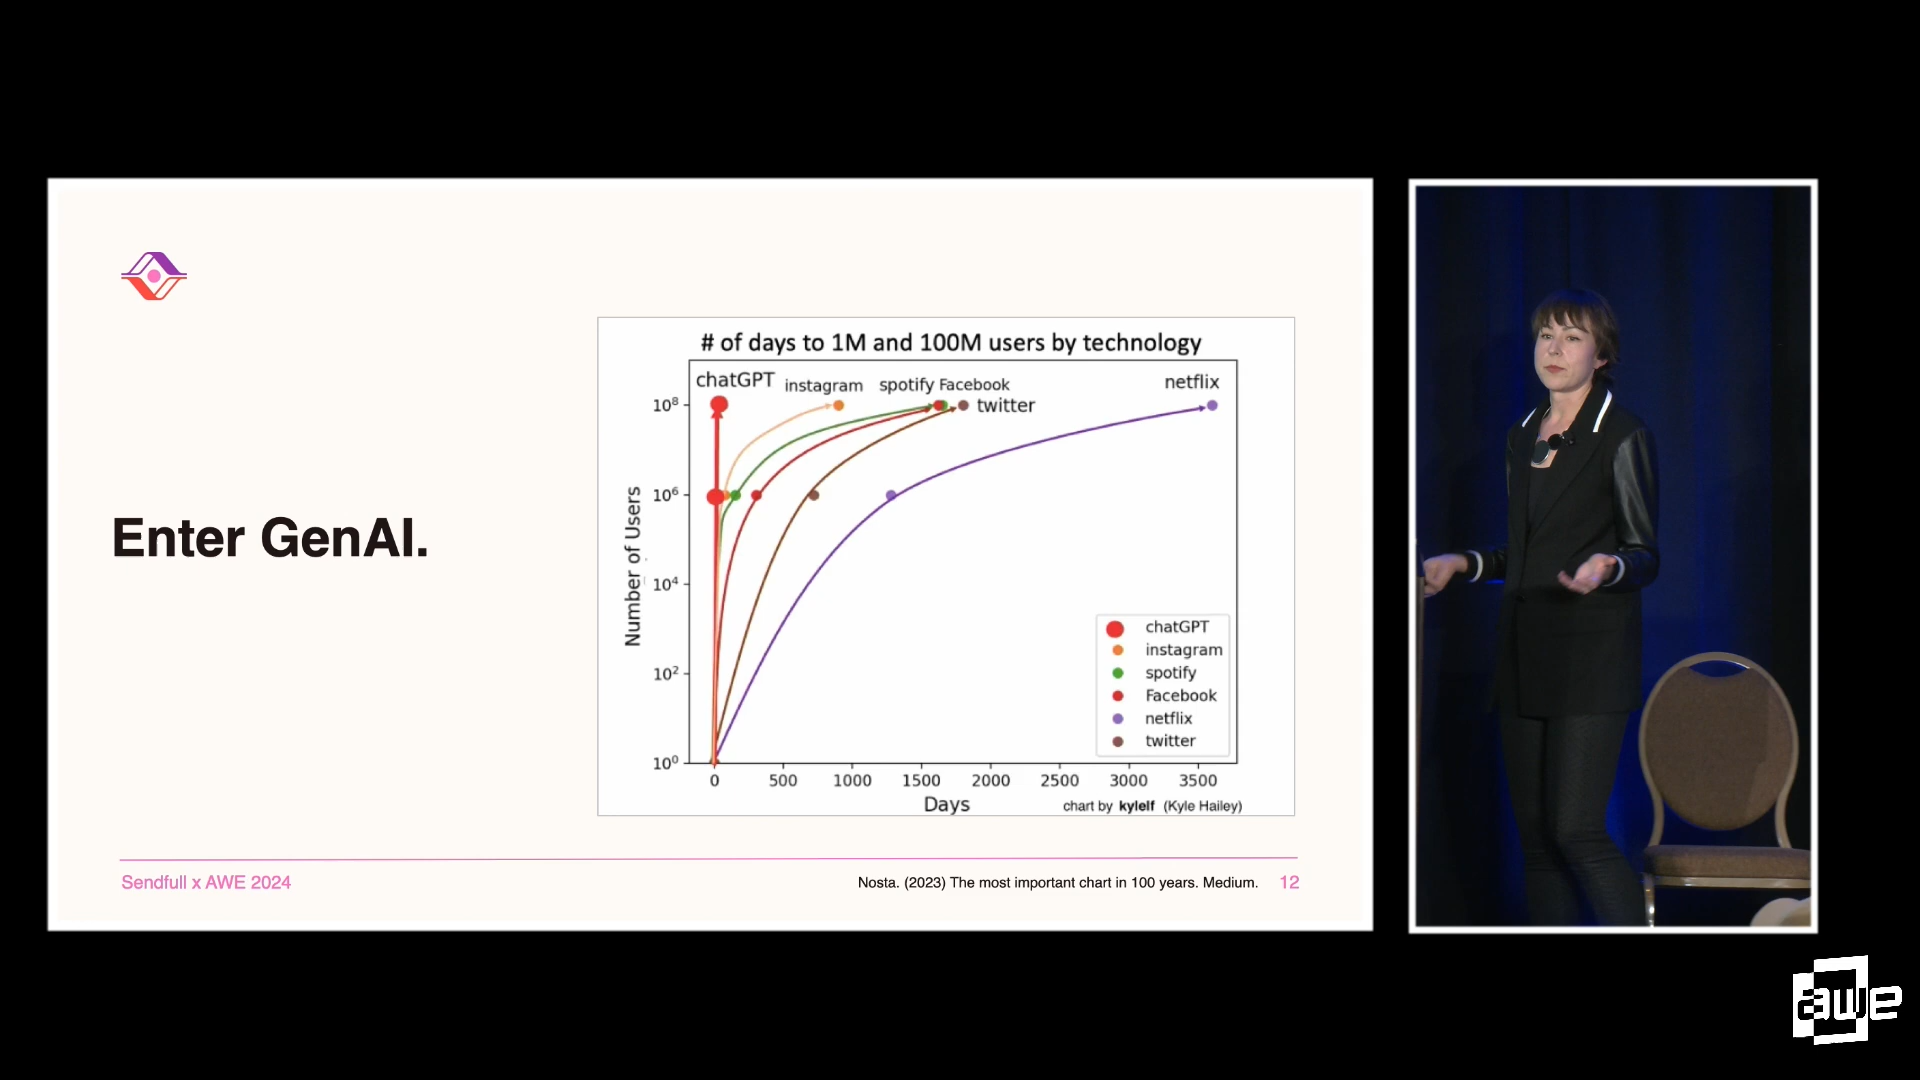 Enter GenAI.
# of days to 1M and 100M users by technology
chatGPT instagram spotify Facebook netflix
twitter
Number of Users
10⁸
10⁶
10⁴
10²
10⁰
0 500 1000 1500 2000 2500 3000 3500
Days
chatGPT
instagram
spotify
Facebook
netflix
twitter
chart by kylelf (Kyle Hailey)
Sendfull x AWE 2024
Nosta. (2023) The most important chart in 100 years. Medium.
12
awe